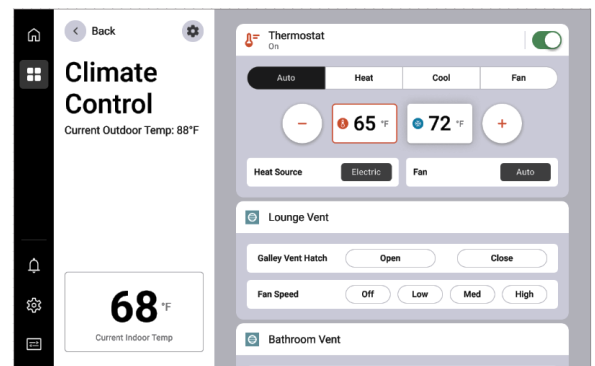 Back
Climate
Control
Current Outdoor Temp: 88°F
68 °F
Current Indoor Temp
Thermostat
On
Auto Heat Cool Fan
− 65 °F 72 °F +
Heat Source Electric Fan Auto
Lounge Vent
Galley Vent Hatch Open Close
Fan Speed Off Low Med High
Bathroom Vent